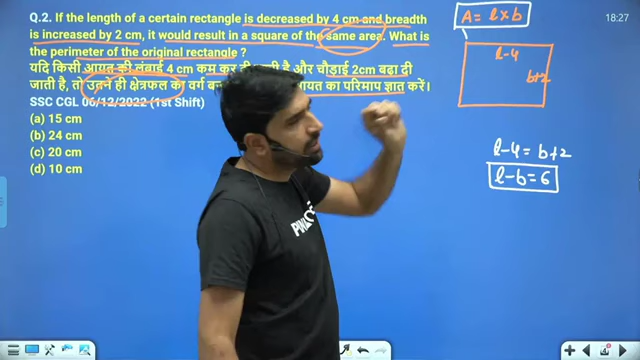 Q.2. If the length of a certain rectangle is decreased by 4 cm and breadth
is increased by 2 cm, it would result in a square of the same area. What is
the perimeter of the original rectangle ?
यदि किसी आयत की लंबाई 4 cm कम कर दी है और चौड़ाई 2cm बढ़ा दी
जाती है, तो उतने ही क्षेत्रफल का वर्ग आयत का परिमाप ज्ञात करें।
SSC CGL 06/12/2022 (1st Shift)
(a) 15 cm
(b) 24 cm
(c) 20 cm
(d) 10 cm
A = l × b
18:27
l-4
b+2
l-4 = b+2
l-b = 6